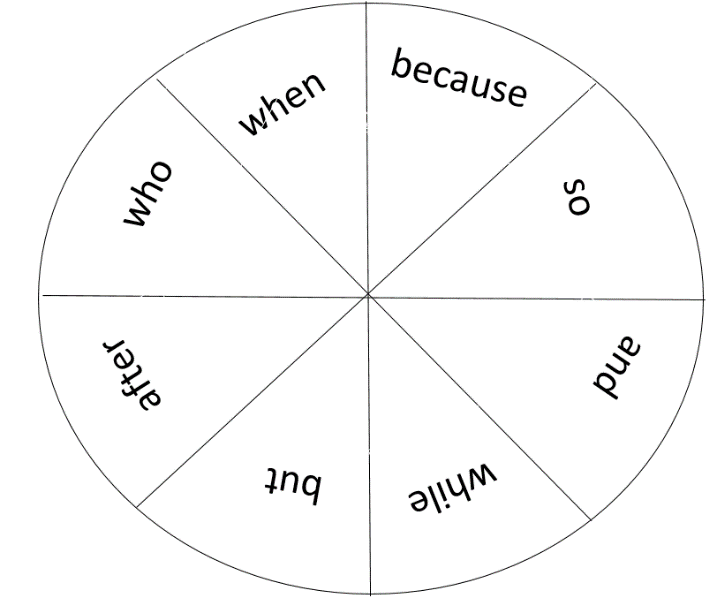 because
so
and
while
but
after
who
when